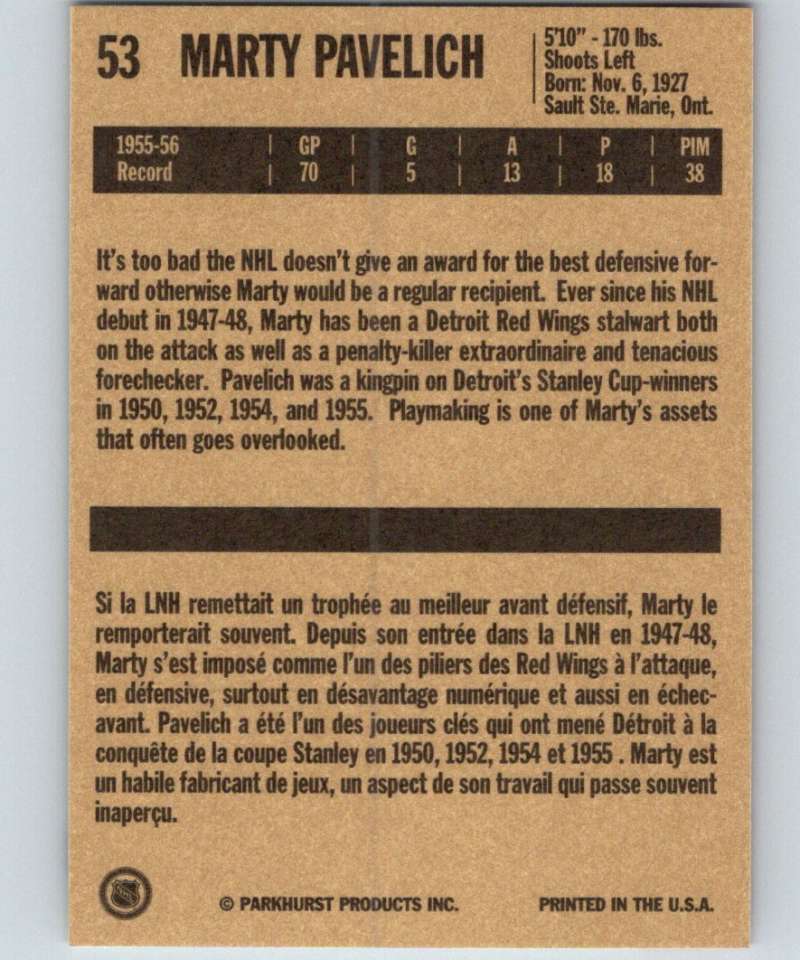 53 MARTY PAVELICH
5'10" - 170 lbs.
Shoots Left
Born: Nov. 6, 1927
Sault Ste. Marie, Ont.
1955-56 | GP | G | A | P | PIM
Record | 70 | 5 | 13 | 18 | 38
It's too bad the NHL doesn't give an award for the best defensive for-
ward otherwise Marty would be a regular recipient. Ever since his NHL
debut in 1947-48, Marty has been a Detroit Red Wings stalwart both
on the attack as well as a penalty-killer extraordinaire and tenacious
forechecker. Pavelich was a kingpin on Detroit's Stanley Cup-winners
in 1950, 1952, 1954, and 1955. Playmaking is one of Marty's assets
that often goes overlooked.
Si la LNH remettait un trophée au meilleur avant défensif, Marty le
remporterait souvent. Depuis son entrée dans la LNH en 1947-48,
Marty s'est imposé comme l'un des piliers des Red Wings à l'attaque,
en défensive, surtout en désavantage numérique et aussi en échec-
avant. Pavelich a été l'un des joueurs clés qui ont mené Détroit à la
conquête de la coupe Stanley en 1950, 1952, 1954 et 1955 . Marty est
un habile fabricant de jeux, un aspect de son travail qui passe souvent
inaperçu.
© PARKHURST PRODUCTS INC. PRINTED IN THE U.S.A.